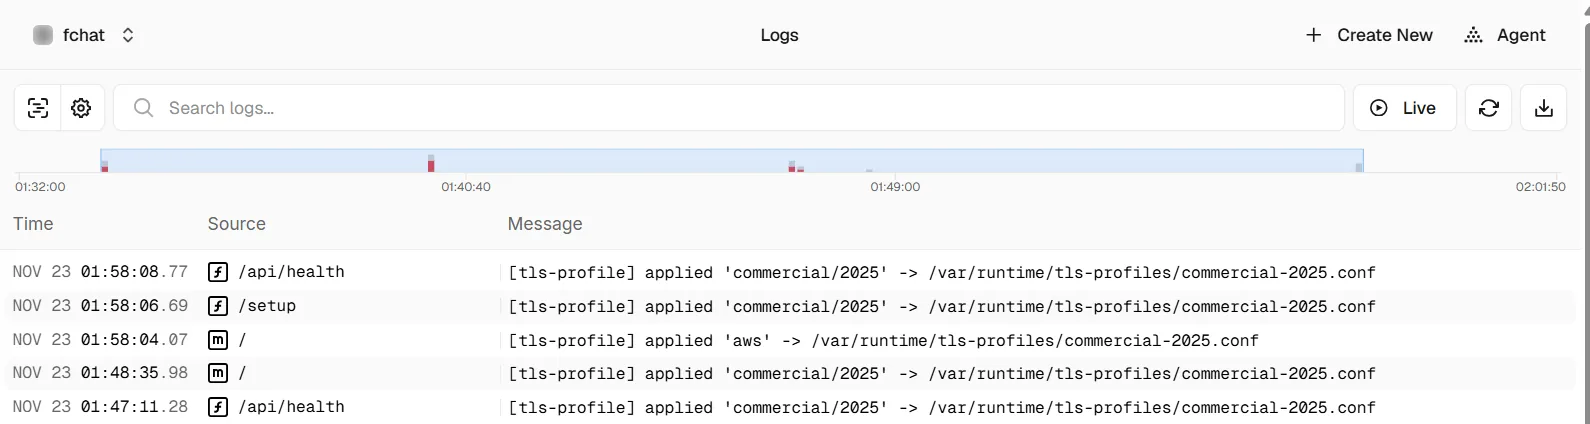 fchat Logs Create New Agent
Search logs... Live
01:32:00 01:40:40 01:49:00 02:01:50
Time Source Message
NOV 23 01:58:08.77 f /api/health [tls-profile] applied 'commercial/2025' -> /var/runtime/tls-profiles/commercial-2025.conf
NOV 23 01:58:06.69 f /setup [tls-profile] applied 'commercial/2025' -> /var/runtime/tls-profiles/commercial-2025.conf
NOV 23 01:58:04.07 m / [tls-profile] applied 'aws' -> /var/runtime/tls-profiles/commercial-2025.conf
NOV 23 01:48:35.98 m / [tls-profile] applied 'commercial/2025' -> /var/runtime/tls-profiles/commercial-2025.conf
NOV 23 01:47:11.28 f /api/health [tls-profile] applied 'commercial/2025' -> /var/runtime/tls-profiles/commercial-2025.conf